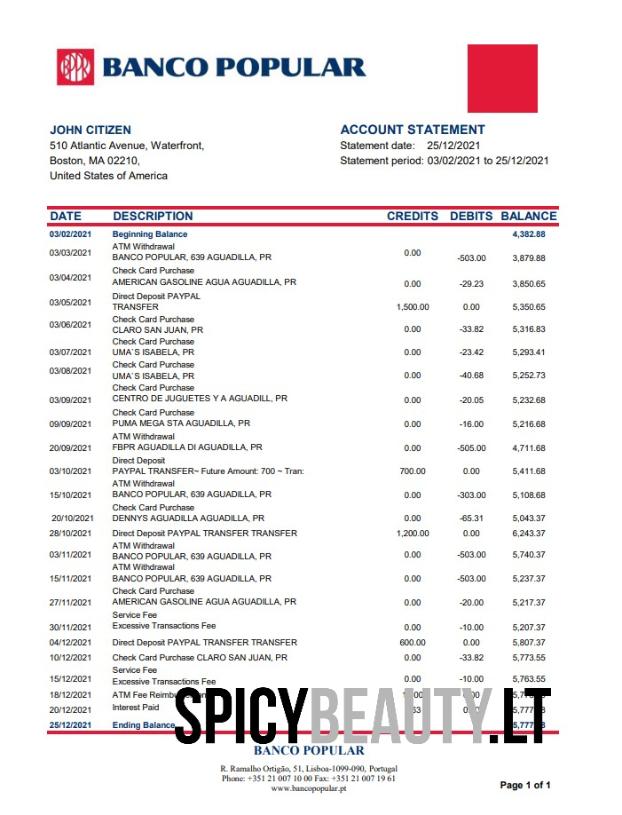 BANCO POPULAR
JOHN CITIZEN
510 Atlantic Avenue, Waterfront,
Boston, MA 02210,
United States of America
ACCOUNT STATEMENT
Statement date: 25/12/2021
Statement period: 03/02/2021 to 25/12/2021
DATE DESCRIPTION CREDITS DEBITS BALANCE
03/02/2021 Beginning Balance 4,382.88
ATM Withdrawal
03/03/2021 BANCO POPULAR, 639 AGUADILLA, PR 0.00 -503.00 3,879.88
Check Card Purchase
03/04/2021 AMERICAN GASOLINE AGUA AGUADILLA, PR 0.00 -29.23 3,850.65
Direct Deposit PAYPAL
03/05/2021 TRANSFER 1,500.00 0.00 5,350.65
Check Card Purchase
03/06/2021 CLARO SAN JUAN, PR 0.00 -33.82 5,316.83
Check Card Purchase
03/07/2021 UMA`S ISABELA, PR 0.00 -23.42 5,293.41
Check Card Purchase
03/08/2021 UMA`S ISABELA, PR 0.00 -40.68 5,252.73
Check Card Purchase
03/09/2021 CENTRO DE JUGUETES Y A AGUADILL, PR 0.00 -20.05 5,232.68
Check Card Purchase
09/09/2021 PUMA MEGA STA AGUADILLA, PR 0.00 -16.00 5,216.68
ATM Withdrawal
20/09/2021 FBPR AGUADILLA DI AGUADILLA, PR 0.00 -505.00 4,711.68
Direct Deposit
03/10/2021 PAYPAL TRANSFER~ Future Amount: 700 ~ Tran: 700.00 0.00 5,411.68
ATM Withdrawal
15/10/2021 BANCO POPULAR, 639 AGUADILLA, PR 0.00 -303.00 5,108.68
Check Card Purchase
20/10/2021 DENNYS AGUADILLA AGUADILLA, PR 0.00 -65.31 5,043.37
28/10/2021 Direct Deposit PAYPAL TRANSFER TRANSFER 1,200.00 0.00 6,243.37
ATM Withdrawal
03/11/2021 BANCO POPULAR, 639 AGUADILLA, PR 0.00 -503.00 5,740.37
ATM Withdrawal
15/11/2021 BANCO POPULAR, 639 AGUADILLA, PR 0.00 -503.00 5,237.37
Check Card Purchase
27/11/2021 AMERICAN GASOLINE AGUA AGUADILLA, PR 0.00 -20.00 5,217.37
Service Fee
30/11/2021 Excessive Transactions Fee 0.00 -10.00 5,207.37
04/12/2021 Direct Deposit PAYPAL TRANSFER TRANSFER 600.00 0.00 5,807.37
10/12/2021 Check Card Purchase CLARO SAN JUAN, PR 0.00 -33.82 5,773.55
Service Fee
15/12/2021 Excessive Transactions Fee 0.00 -10.00 5,763.55
18/12/2021 ATM Fee
20/12/2021 Interest Paid
25/12/2021 Ending Balance
SPICYBEAUTY.LT
BANCO POPULAR
R. Ramalho Ortigão, 51, Lisboa-1099-090, Portugal
Phone: +351 21 007 10 00 Fax: +351 21 007 19 61
www.bancopopular.pt
Page 1 of 1